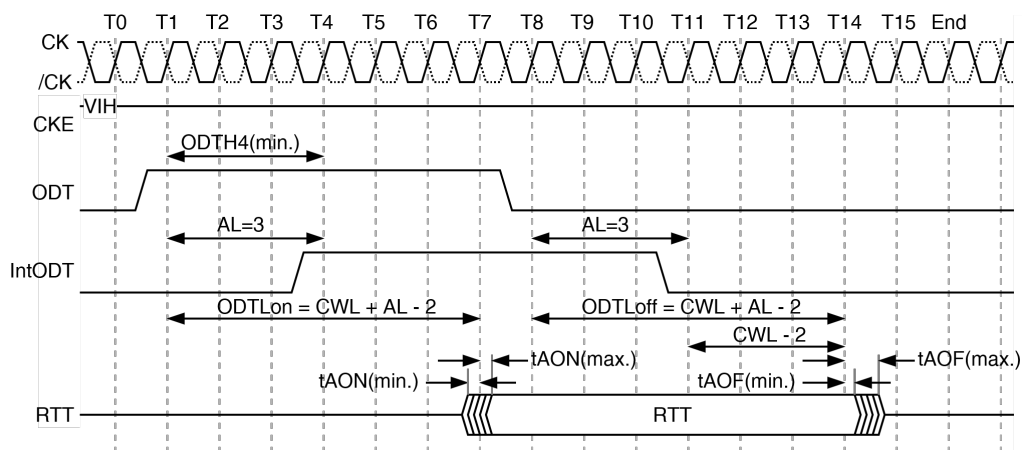 T0 T1 T2 T3 T4 T5 T6 T7 T8 T9 T10 T11 T12 T13 T14 T15 End
CK
/CK
VIH
CKE
ODTH4(min.)
ODT
AL=3 AL=3
IntODT
ODTLon = CWL + AL - 2 ODTLoff = CWL + AL - 2
CWL - 2
tAON(max.) tAOF(max.)
tAON(min.) tAOF(min.)
RTT RTT